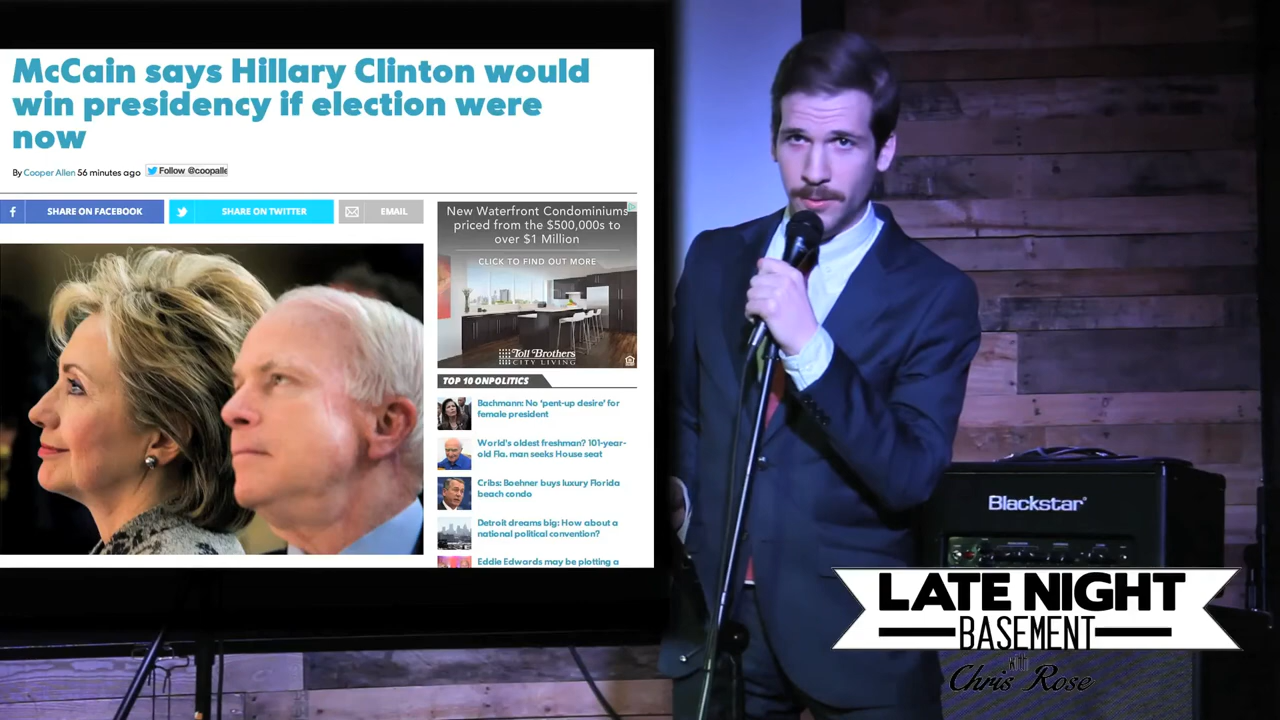 McCain says Hillary Clinton would
win presidency if election were
now
By Cooper Allen 56 minutes ago
Follow @coopalle
SHARE ON FACEBOOK
SHARE ON TWITTER
EMAIL
New Waterfront Condominiums
priced from the $500,000s to
over $1 Million
CLICK TO FIND OUT MORE
Toll Brothers
CITY LIVING
TOP 10 ONPOLITICS
Bachmann: No 'pent-up desire' for
female president
World's oldest freshman? 101-year-
old Fla. man seeks House seat
Cribs: Boehner buys luxury Florida
beach condo
Detroit dreams big: How about a
national political convention?
Eddie Edwards may be plotting a
Blackstar
LATE NIGHT
BASEMENT
with
Chris Rose